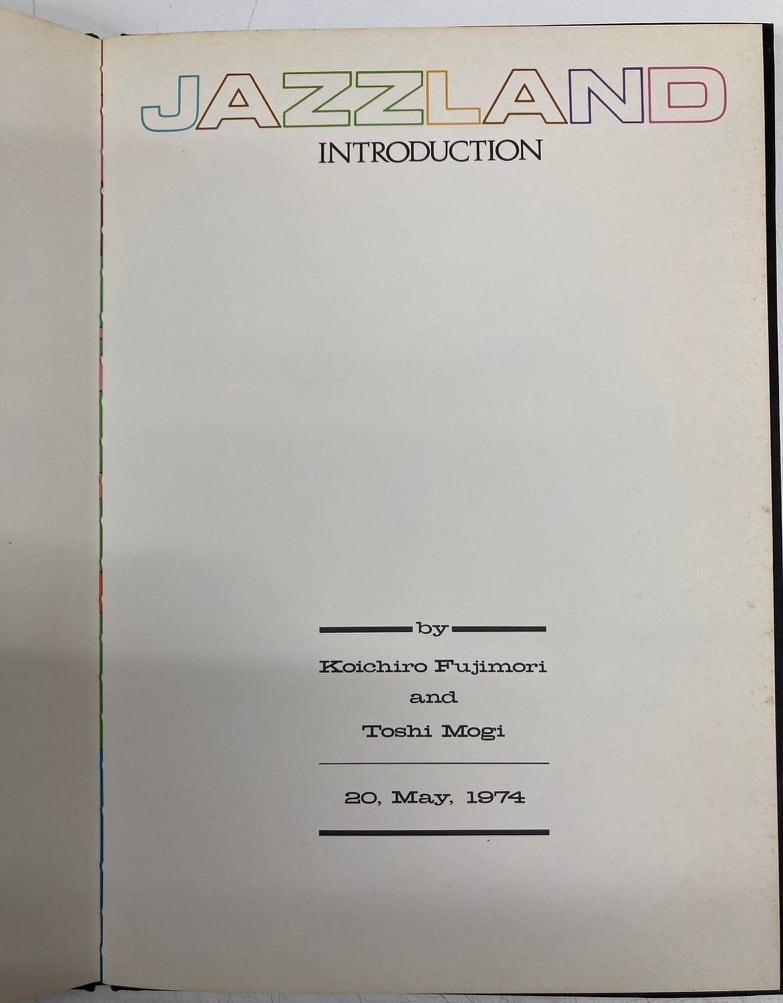 JAZZLAND
INTRODUCTION
by
Koichiro Fujimori
and
Toshi Mogi
20, May, 1974